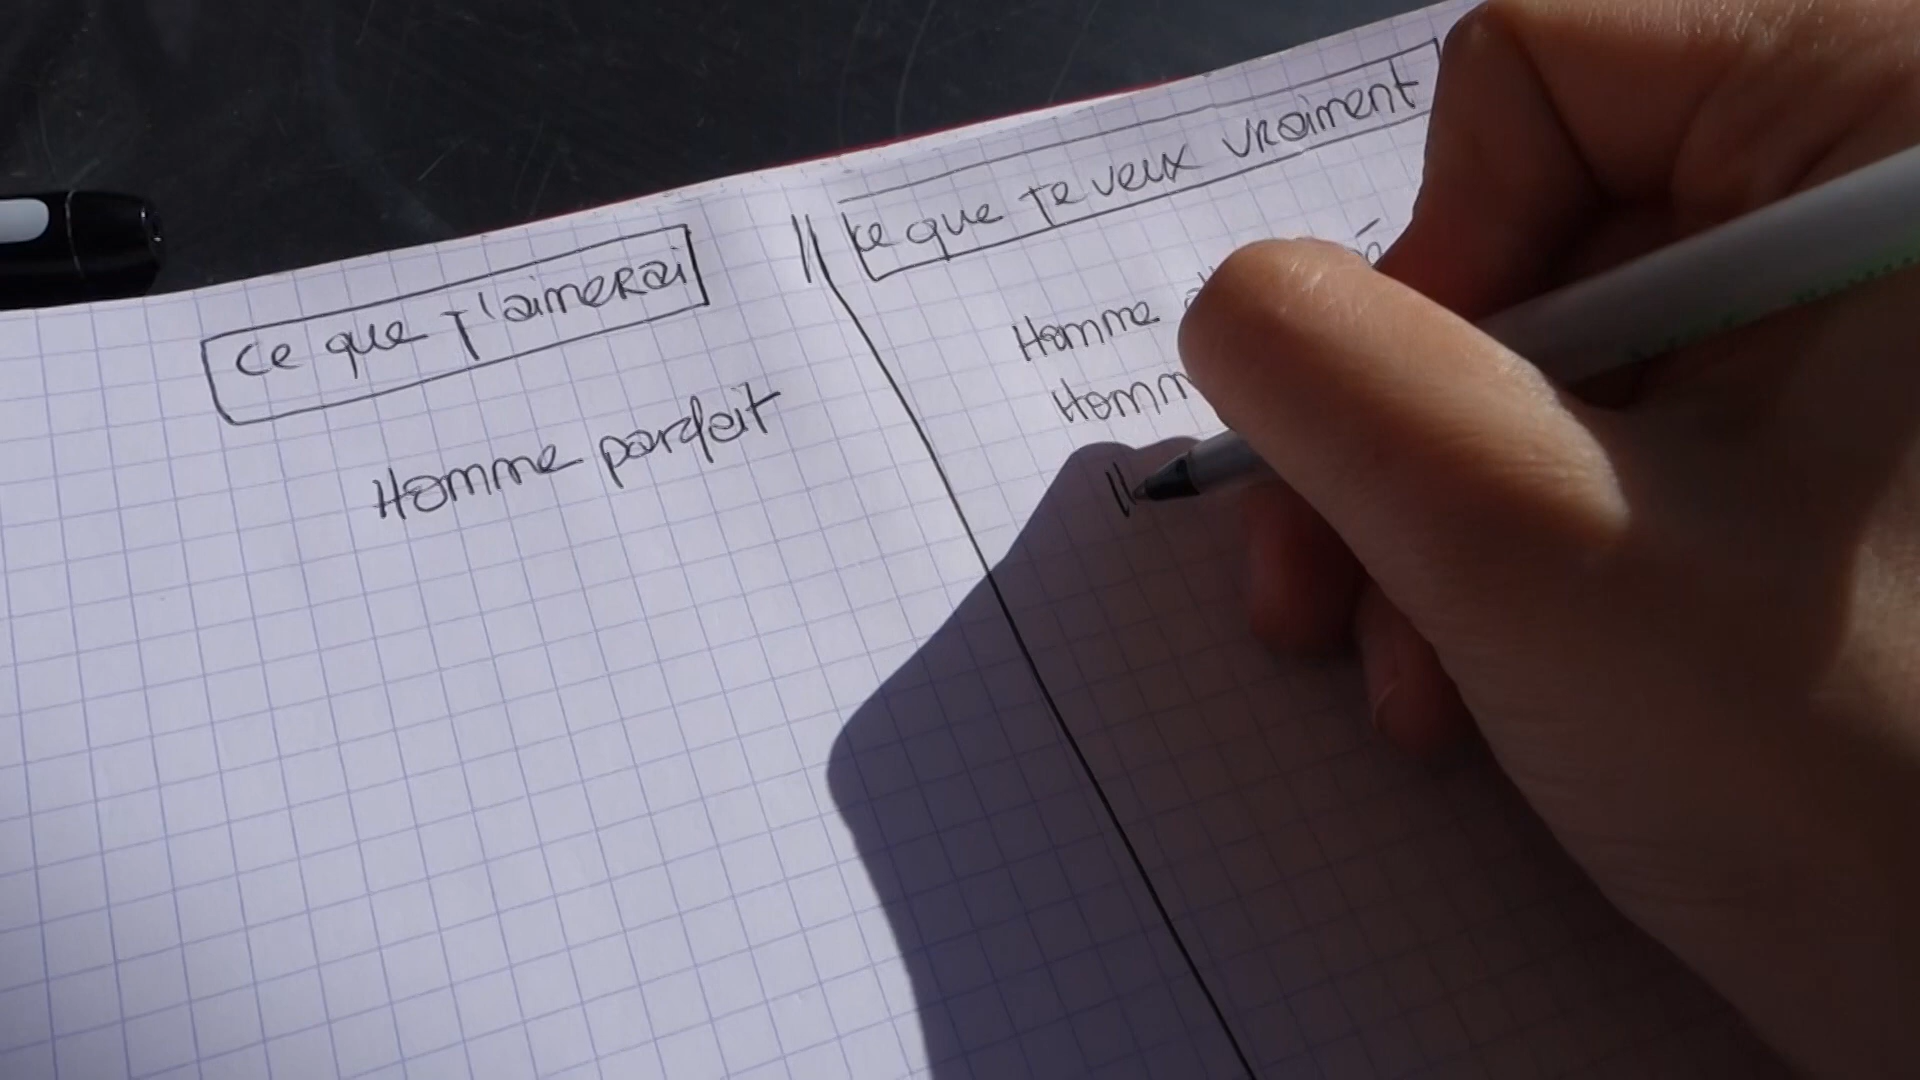 Ce que J'aimerai
Homme parfait
Ce que Je veux vraiment
Homme